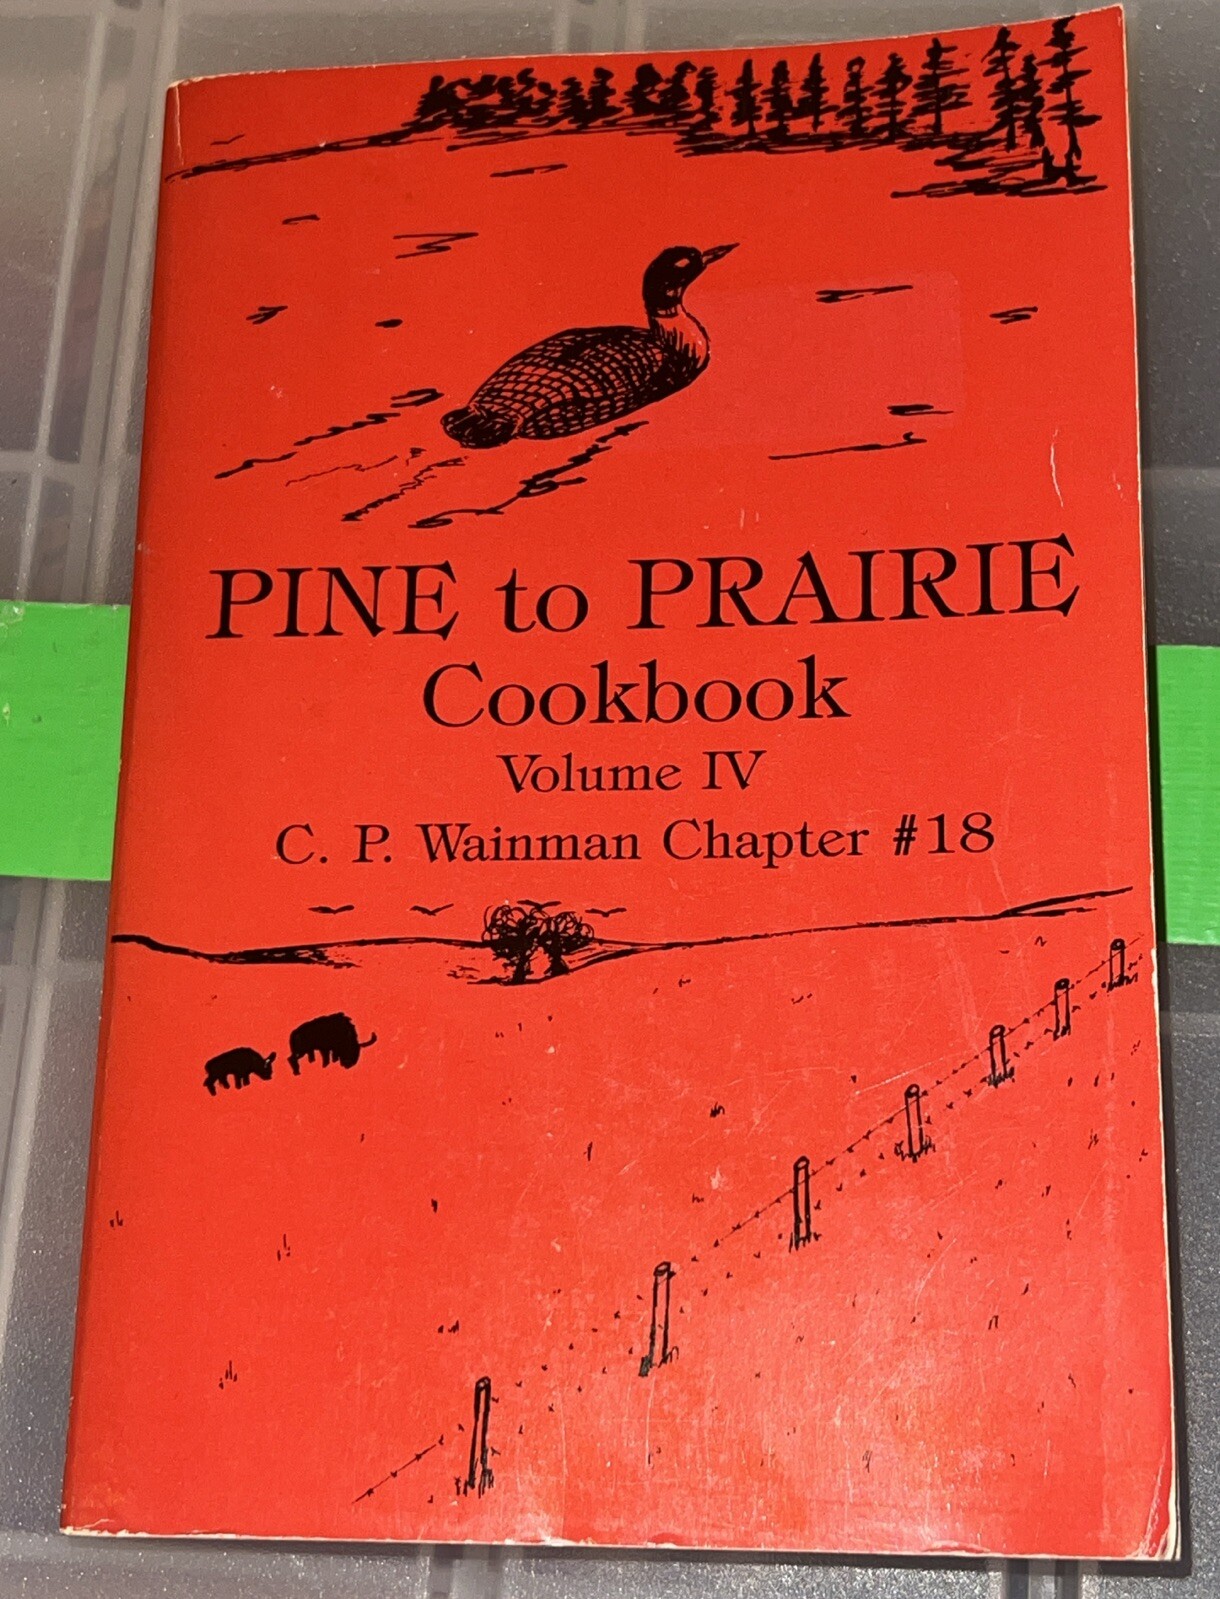 PINE to PRAIRIE
Cookbook
Volume IV
C. P. Wainman Chapter #18